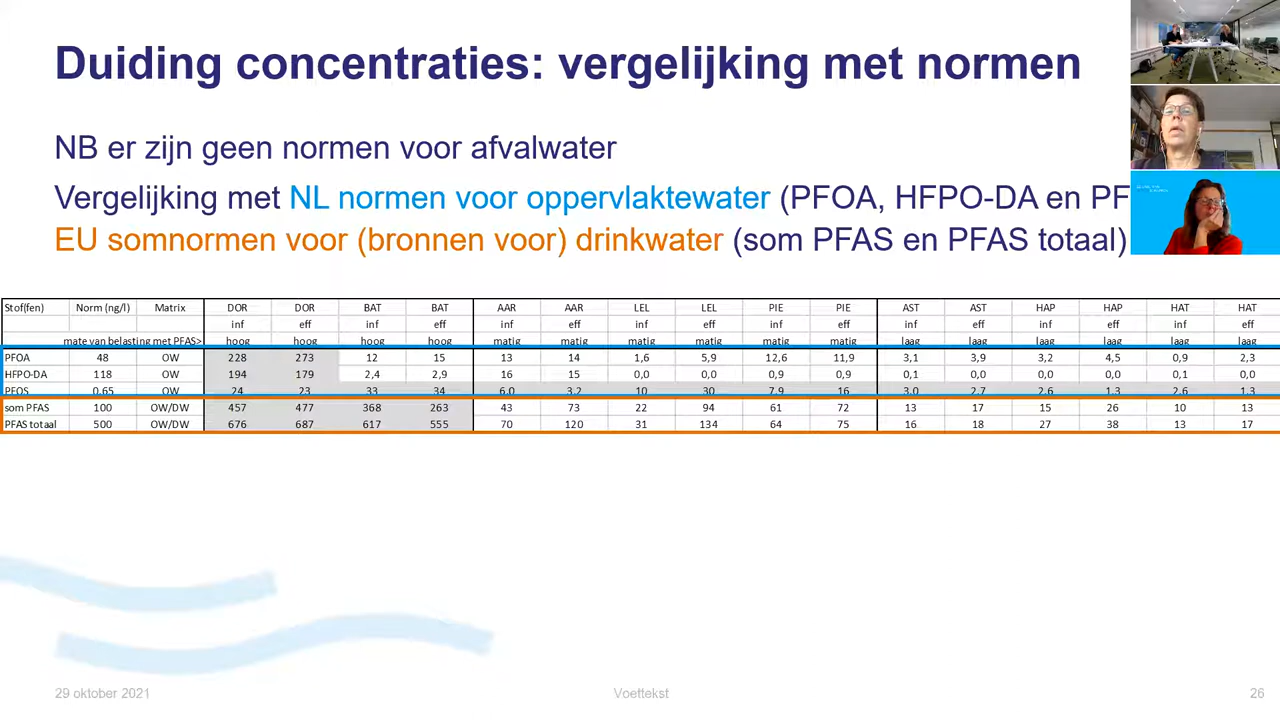 Duiding concentraties: vergelijking met normen
NB er zijn geen normen voor afvalwater
Vergelijking met NL normen voor oppervlaktewater (PFOA, HFPO-DA en PF
EU somnormen voor (bronnen voor) drinkwater (som PFAS en PFAS totaal)
Stof(fen) Norm (ng/l) Matrix DOR DOR BAT BAT AAR AAR LEL LEL PIE PIE AST AST HAP HAP HAT HAT
inf eff inf eff inf eff inf eff inf eff inf eff inf eff inf eff
mate van belasting met PFAS> hoog hoog hoog hoog matig matig matig matig matig matig laag laag laag laag laag laag
PFOA 48 OW 228 273 12 15 13 14 1,6 5,9 12,6 11,9 3,1 3,9 3,2 4,5 0,9 2,3
HFPO-DA 118 OW 194 179 2,4 2,9 16 15 0,0 0,0 0,9 0,9 0,1 0,0 0,0 0,0 0,1 0,0
PFOS 0.65 OW 24 23 33 34 6.0 3.2 10 30 7.9 16 3.0 2.7 2.6 1.3 2.6 1.3
som PFAS 100 OW/DW 457 477 368 263 43 73 22 94 61 72 13 17 15 26 10 13
PFAS totaal 500 OW/DW 676 687 617 555 70 120 31 134 64 75 16 18 27 38 13 17
29 oktober 2021
Voettekst
26